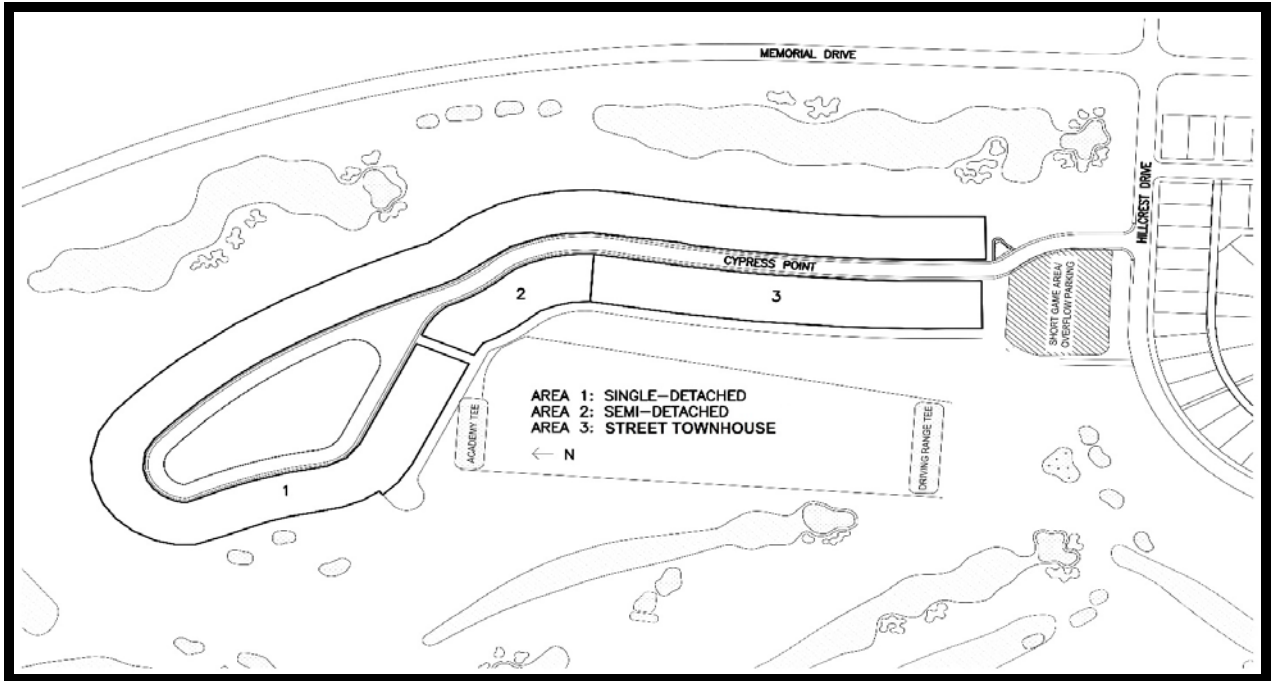 MEMORIAL DRIVE
HILLCREST DRIVE
CYPRESS POINT
SHORT GAME AREA/
OVERFLOW PARKING
2
3
AREA 1: SINGLE-DETACHED
AREA 2: SEMI-DETACHED
AREA 3: STREET TOWNHOUSE
← N
ACADEMY TEE
DRIVING RANGE TEE
1